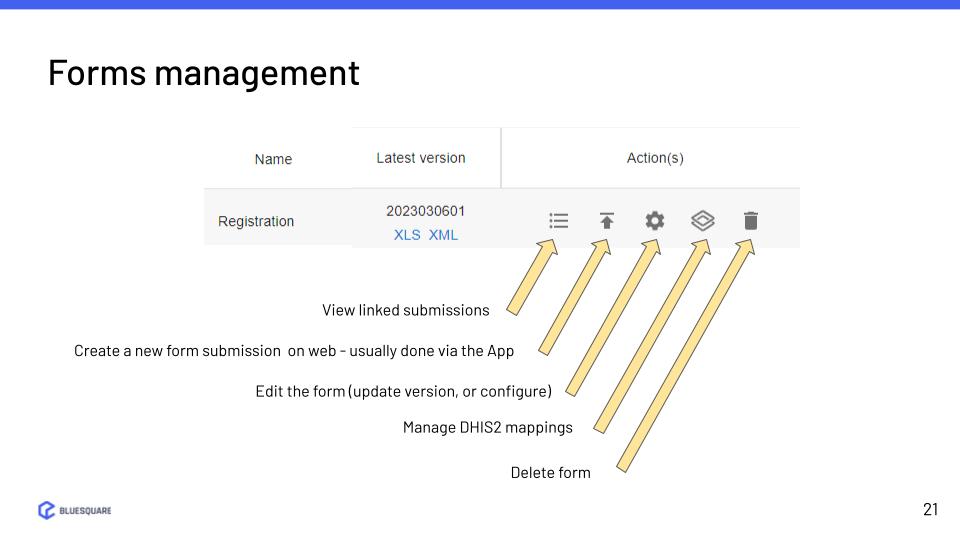 Forms management
Name Latest version Action(s)
Registration 2023030601
XLS XML
View linked submissions
Create a new form submission on web - usually done via the App
Edit the form (update version, or configure)
Manage DHIS2 mappings
Delete form
BLUESQUARE 21